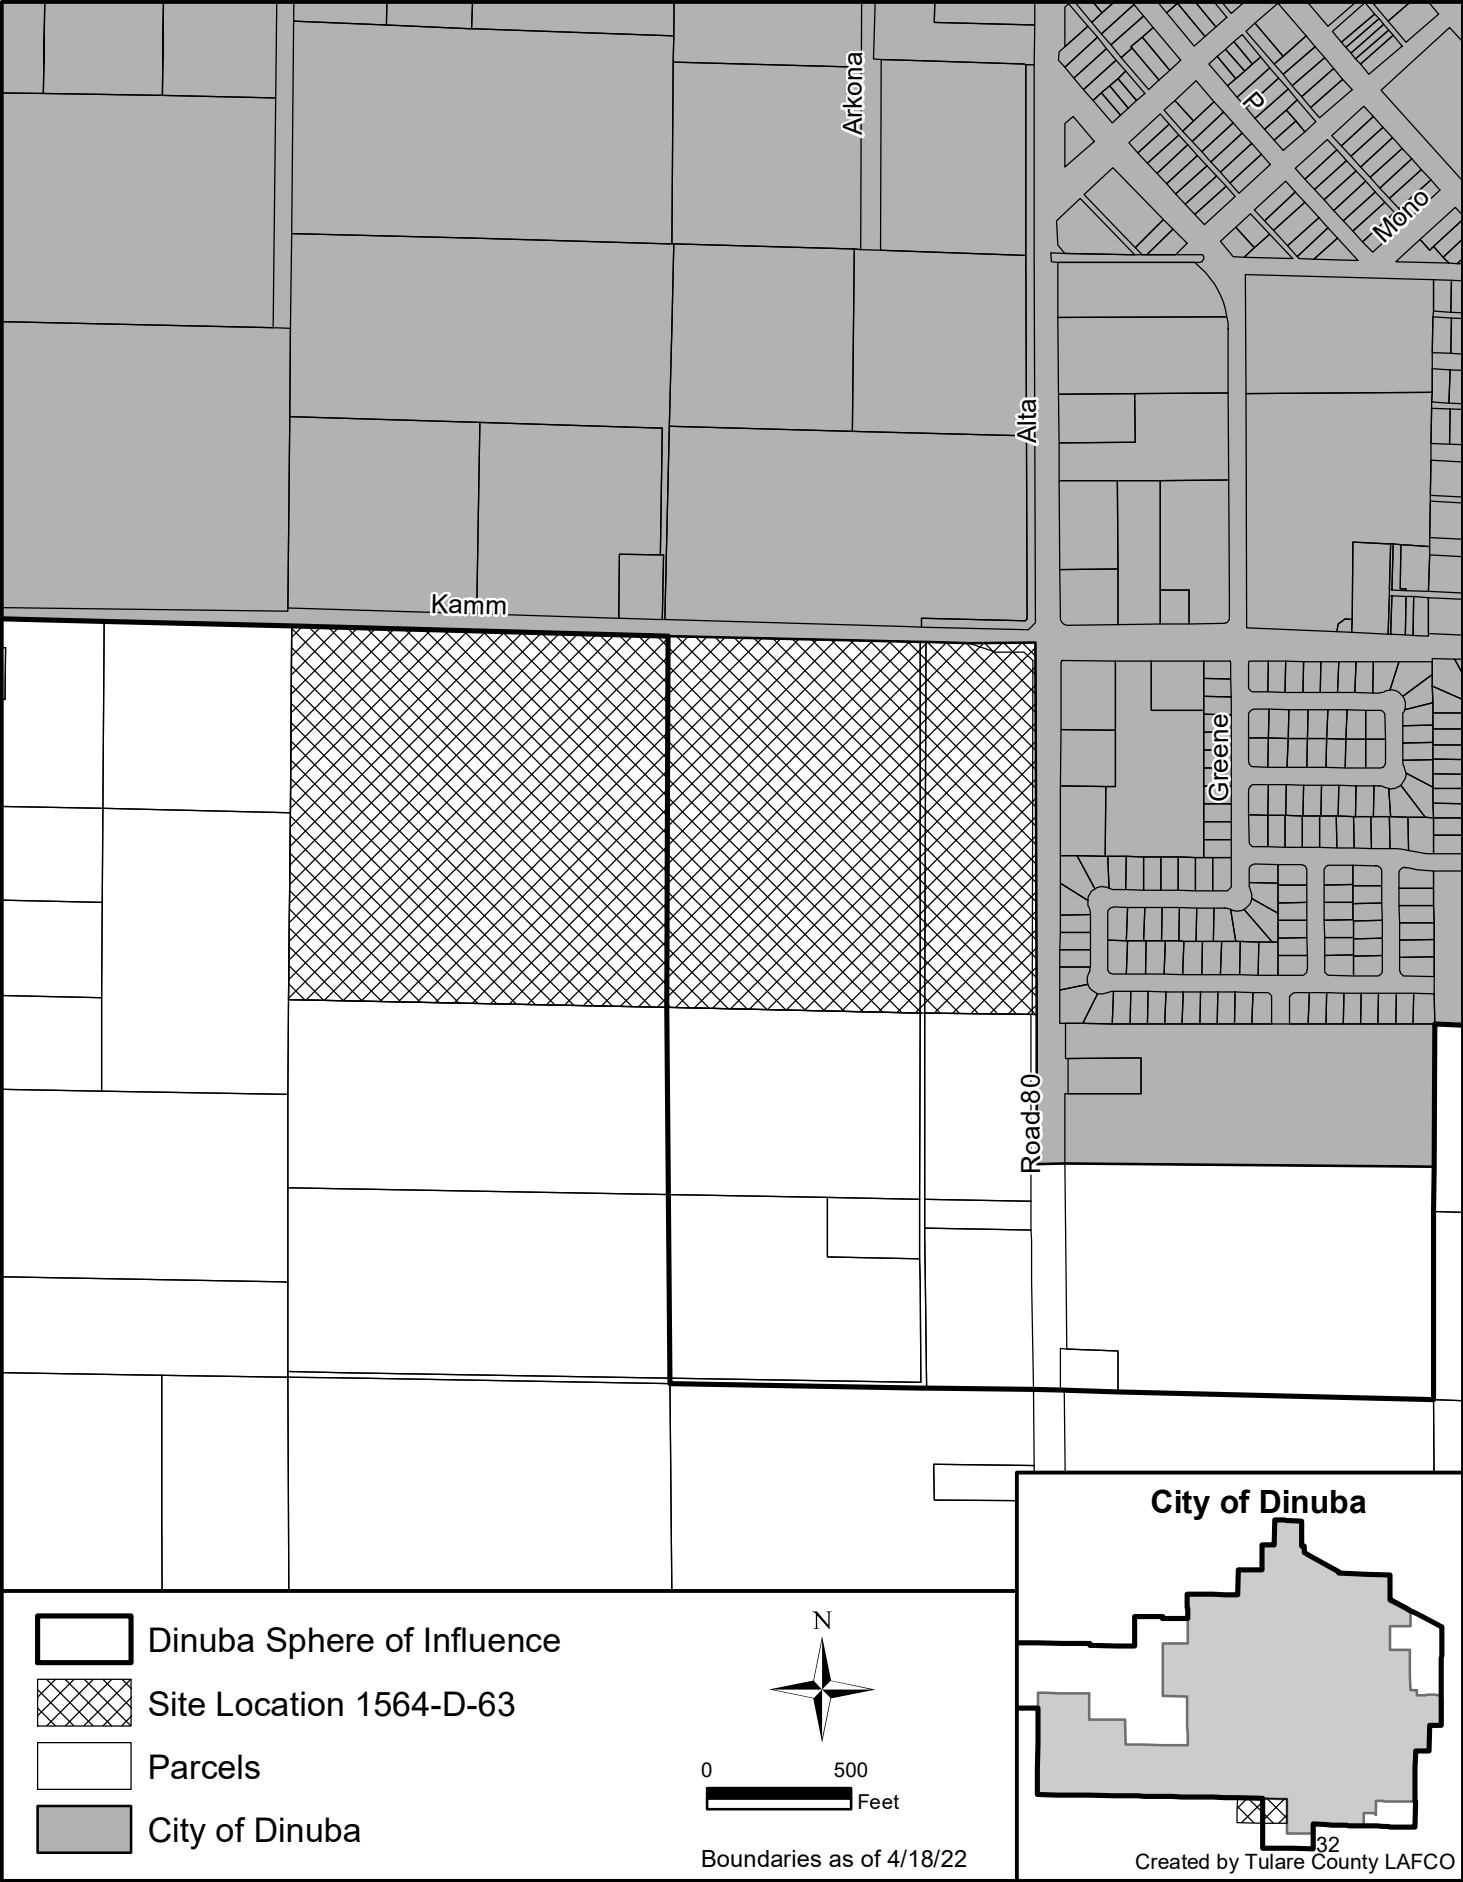 Arkona
P
Mono
Alta
Kamm
Greene
Road 80
City of Dinuba
Dinuba Sphere of Influence
Site Location 1564-D-63
Parcels
City of Dinuba
N
0 500
Feet
Boundaries as of 4/18/22
32
Created by Tulare County LAFCO